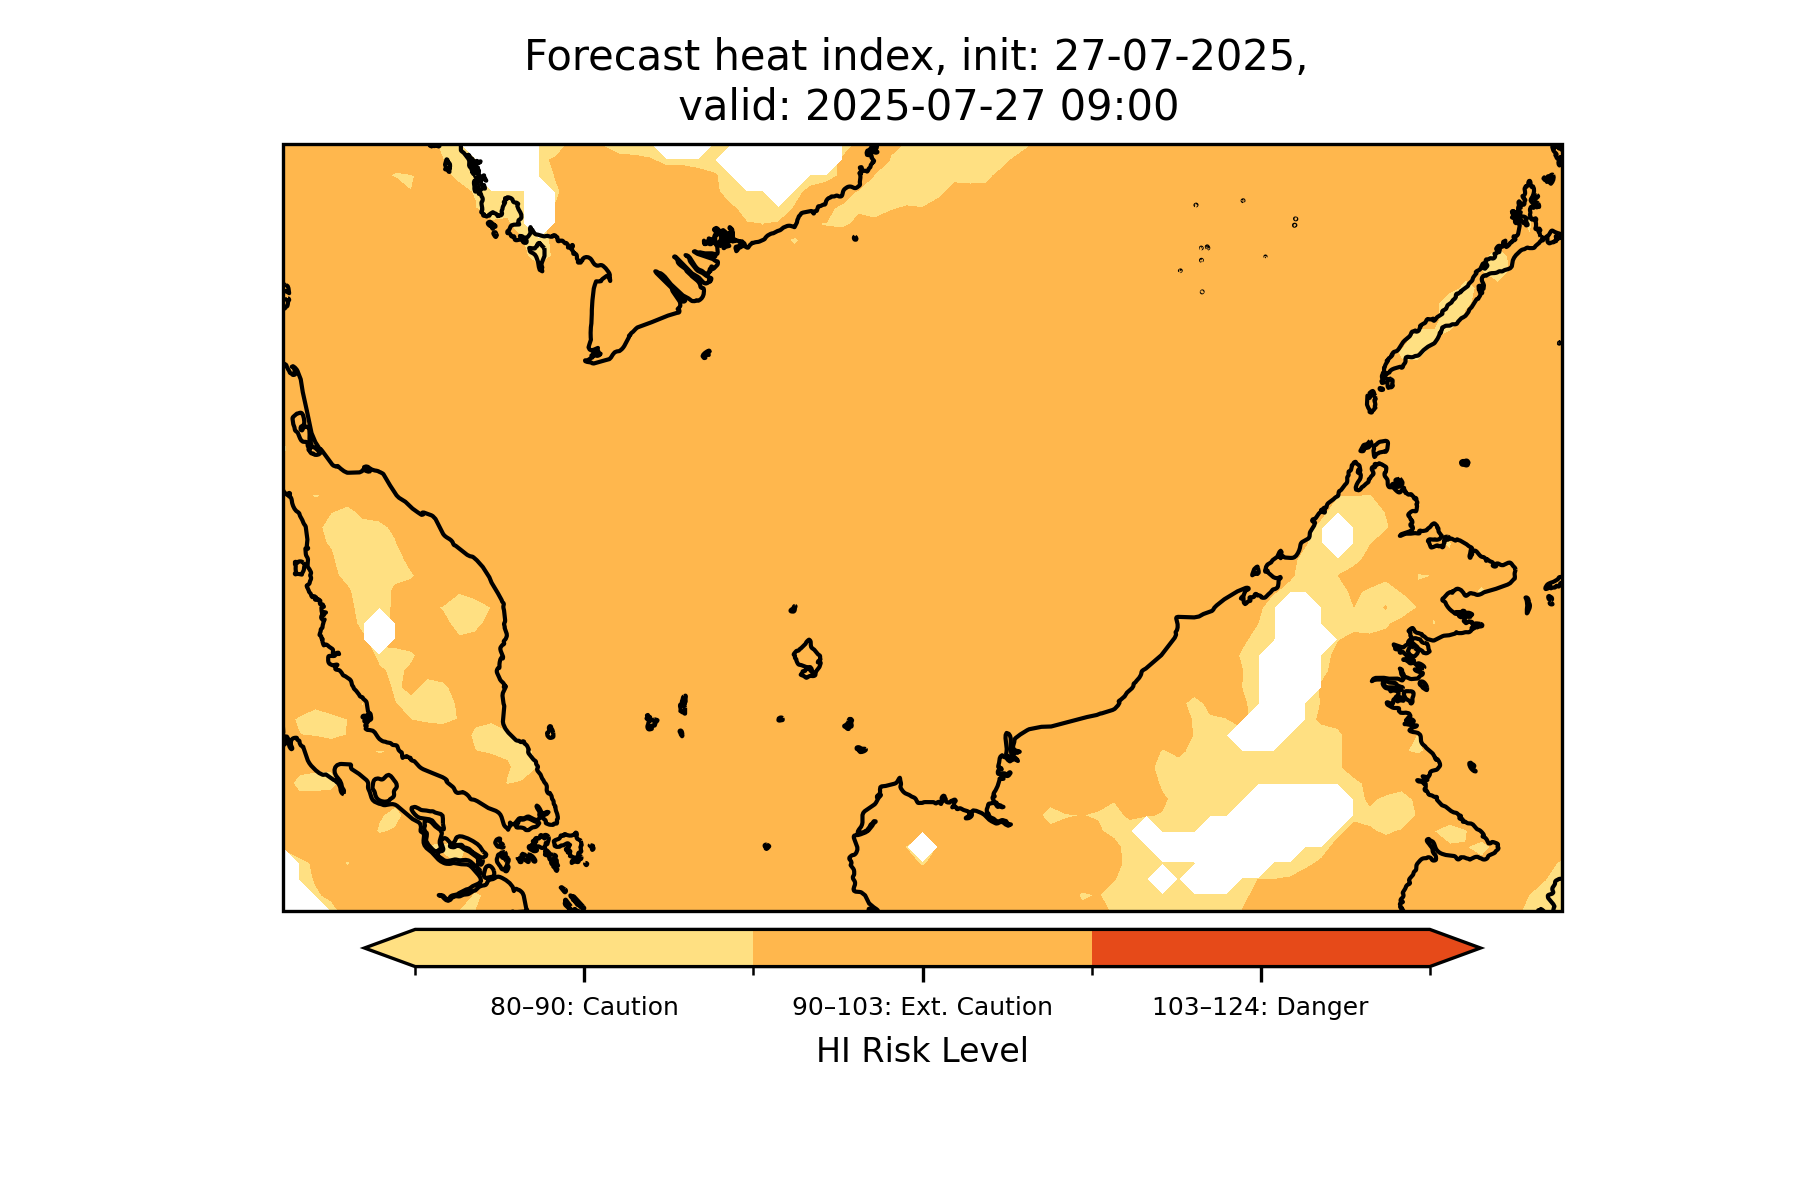 Forecast heat index, init: 27-07-2025,
valid: 2025-07-27 09:00
80–90: Caution
90–103: Ext. Caution
103–124: Danger
HI Risk Level